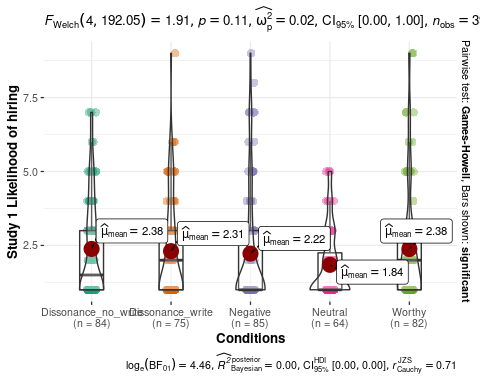 F_Welch(4, 192.05) = 1.91, p = 0.11, ω̂²_p = 0.02, CI_95% [0.00, 1.00], n_obs = 3
Pairwise test: Games-Howell, Bars shown: significant
Study 1 Likelihood of hiring
7.5
5.0
2.5
μ̂_mean = 2.38
μ̂_mean = 2.31
μ̂_mean = 2.22
μ̂_mean = 1.84
μ̂_mean = 2.38
Dissonance_no_write
(n = 84)
Dissonance_write
(n = 75)
Negative
(n = 85)
Neutral
(n = 64)
Worthy
(n = 82)
Conditions
log_e(BF_01) = 4.46, R̂²_Bayesian^posterior = 0.00, CI_95%^HDI [0.00, 0.00], r_Cauchy^JZS = 0.71